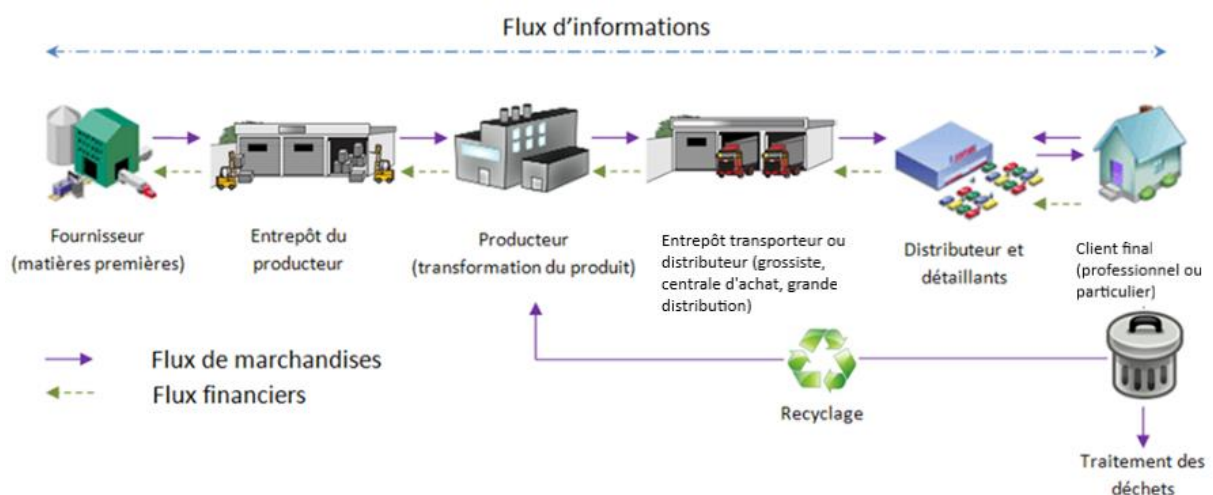 Flux d'informations
Fournisseur
(matières premières)
Entrepôt du
producteur
Producteur
(transformation du produit)
Entrepôt transporteur ou
distributeur (grossiste,
centrale d'achat, grande
distribution)
Distributeur et
détaillants
Client final
(professionnel ou
particulier)
Flux de marchandises
Flux financiers
Recyclage
Traitement des
déchets